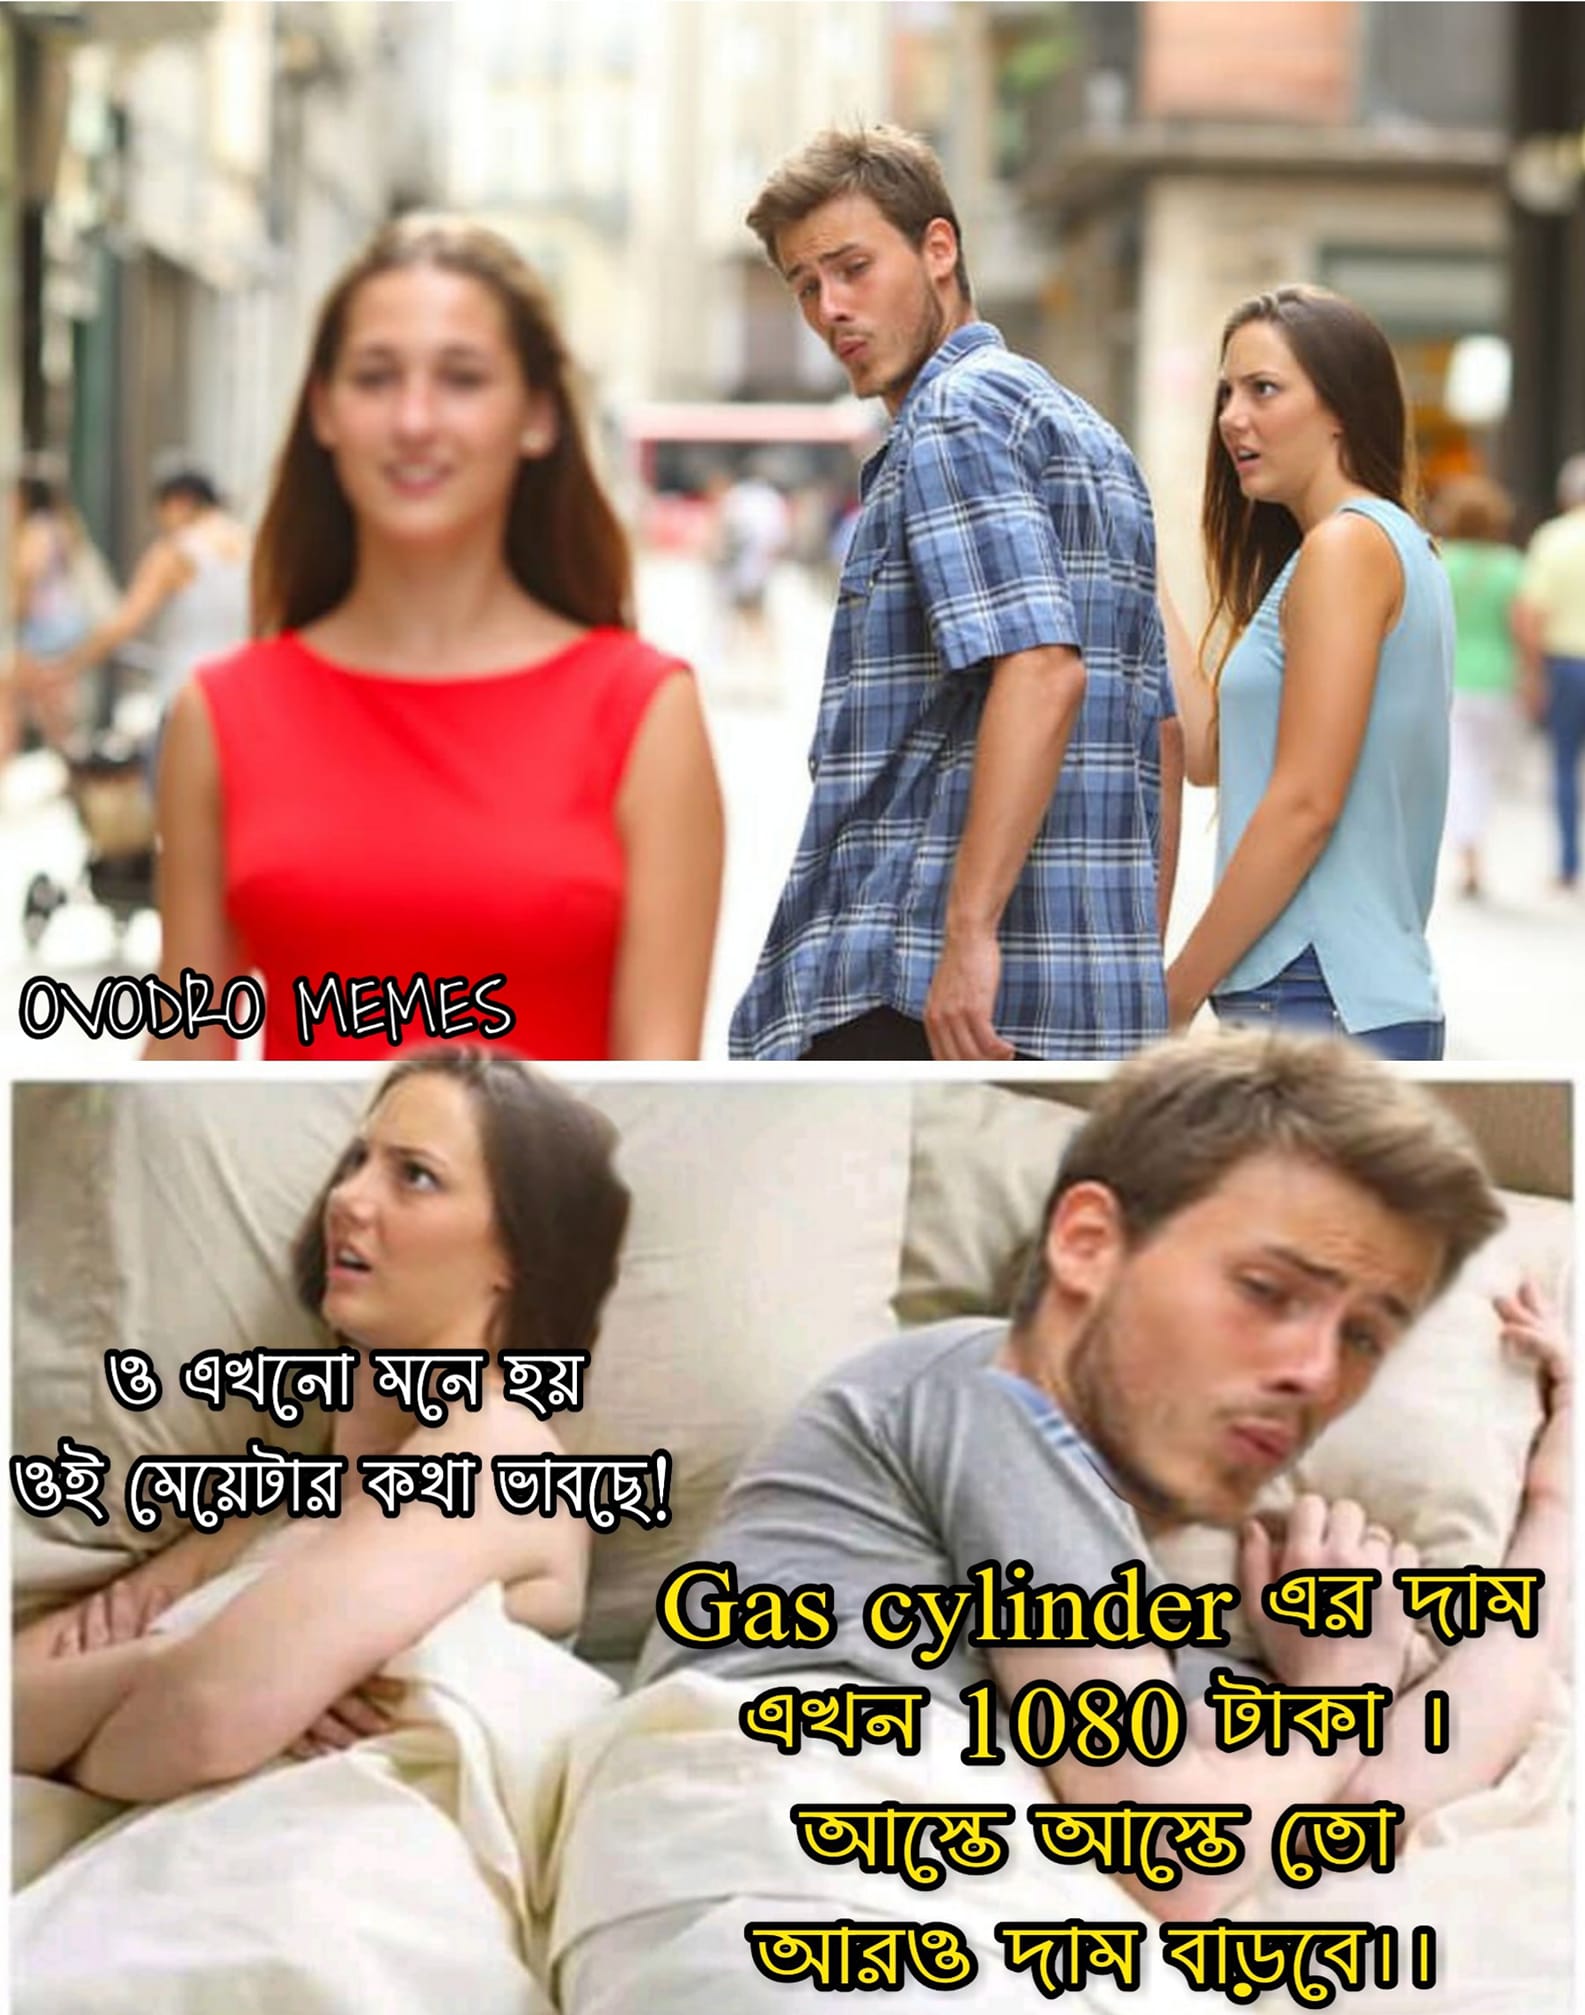 OVODRO MEMES
ও এখনো মনে হয়
ওই মেয়েটার কথা ভাবছে!
Gas cylinder এর দাম
এখন 1080 টাকা ।
আস্তে আস্তে তো
আরও দাম বাড়বে।।